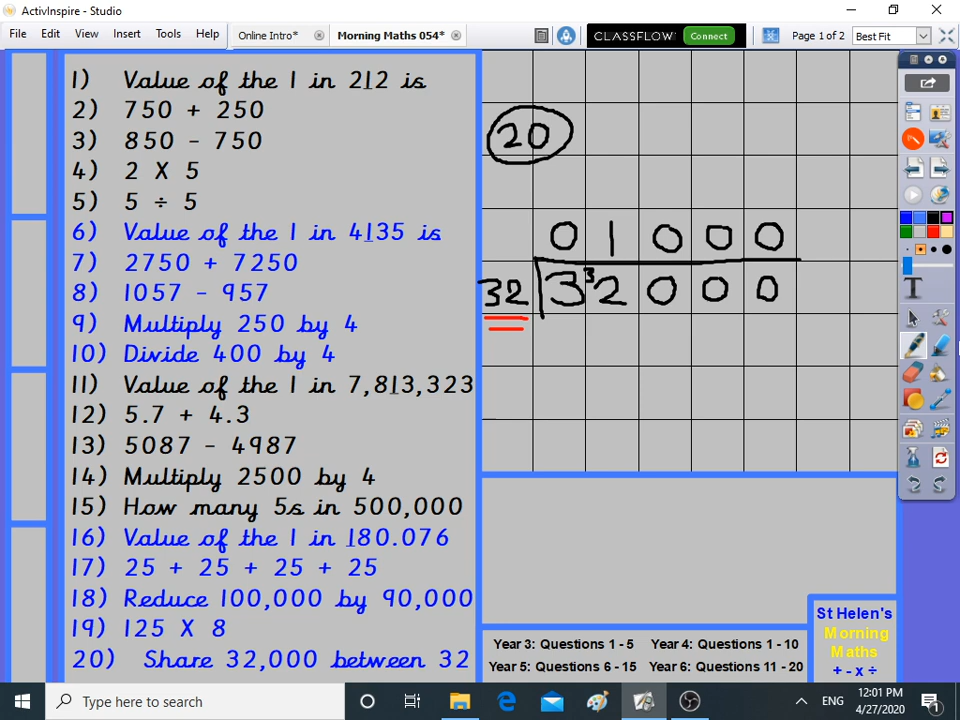 ActivInspire - Studio
File Edit View Insert Tools Help
Online Intro*
Morning Maths 054*
CLASSFLOW Connect
Page 1 of 2
Best Fit
1) Value of the 1 in 212 is
2) 750 + 250
3) 850 - 750
4) 2 X 5
5) 5 ÷ 5
6) Value of the 1 in 4135 is
7) 2750 + 7250
8) 1057 - 957
9) Multiply 250 by 4
10) Divide 400 by 4
11) Value of the 1 in 7,813,323
12) 5.7 + 4.3
13) 5087 - 4987
14) Multiply 2500 by 4
15) How many 5s in 500,000
16) Value of the 1 in 180.076
17) 25 + 25 + 25 + 25
18) Reduce 100,000 by 90,000
19) 125 X 8
20) Share 32,000 between 32
20
0 1 0 0 0
32 3 3 2 0 0 0
Year 3: Questions 1 - 5 Year 4: Questions 1 - 10
Year 5: Questions 6 - 15 Year 6: Questions 11 - 20
St Helen's
Morning
Maths
+ - x ÷
Type here to search
ENG
12:01 PM
4/27/2020
1